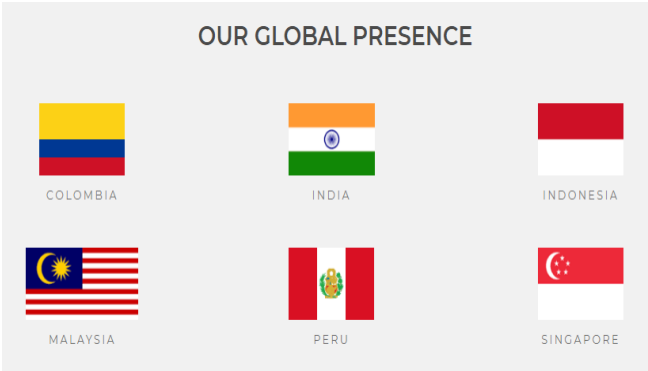 OUR GLOBAL PRESENCE
COLOMBIA
INDIA
INDONESIA
MALAYSIA
PERU
SINGAPORE